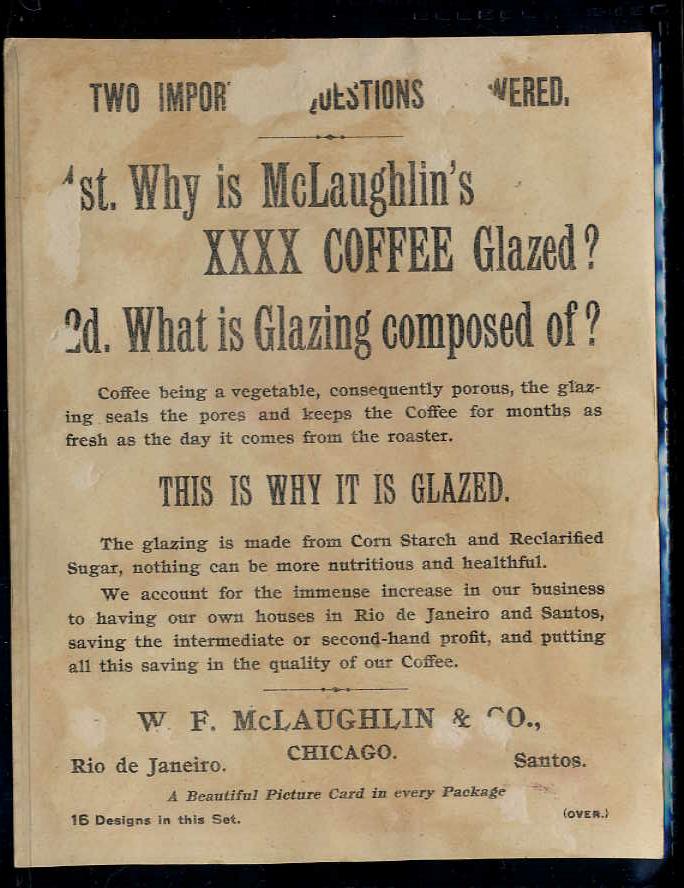 TWO IMPOR UESTIONS WERED.
1st. Why is McLaughlin's
XXXX COFFEE Glazed?
2d. What is Glazing composed of?
Coffee being a vegetable, consequently porous, the glaz-
ing seals the pores and keeps the Coffee for months as
fresh as the day it comes from the roaster.
THIS IS WHY IT IS GLAZED.
The glazing is made from Corn Starch and Reclarified
Sugar, nothing can be more nutritious and healthful.
We account for the immense increase in our business
to having our own houses in Rio de Janeiro and Santos,
saving the intermediate or second-hand profit, and putting
all this saving in the quality of our Coffee.
W. F. McLAUGHLIN & CO.,
CHICAGO.
Rio de Janeiro. Santos.
A Beautiful Picture Card in every Package
16 Designs in this Set. (OVER.)